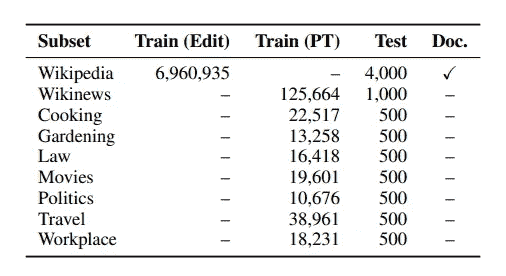 Subset Train (Edit) Train (PT) Test Doc.
Wikipedia 6,960,935 – 4,000 ✓
Wikinews – 125,664 1,000 –
Cooking – 22,517 500 –
Gardening – 13,258 500 –
Law – 16,418 500 –
Movies – 19,601 500 –
Politics – 10,676 500 –
Travel – 38,961 500 –
Workplace – 18,231 500 –